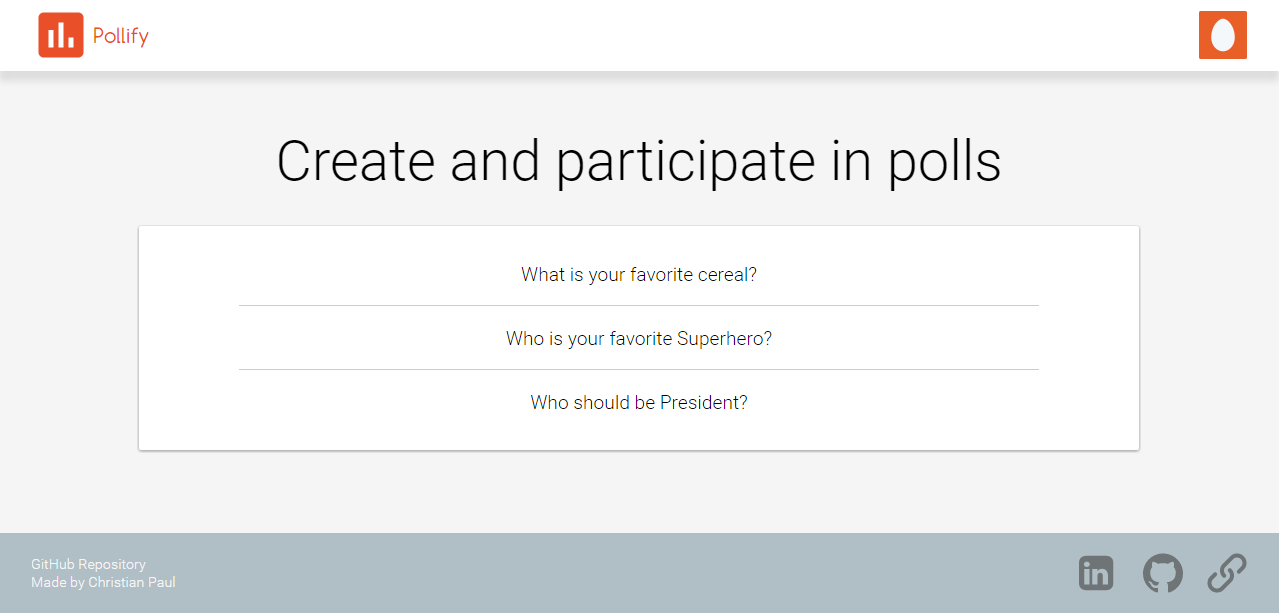 Pollify
Create and participate in polls
What is your favorite cereal?
Who is your favorite Superhero?
Who should be President?
GitHub Repository
Made by Christian Paul
in